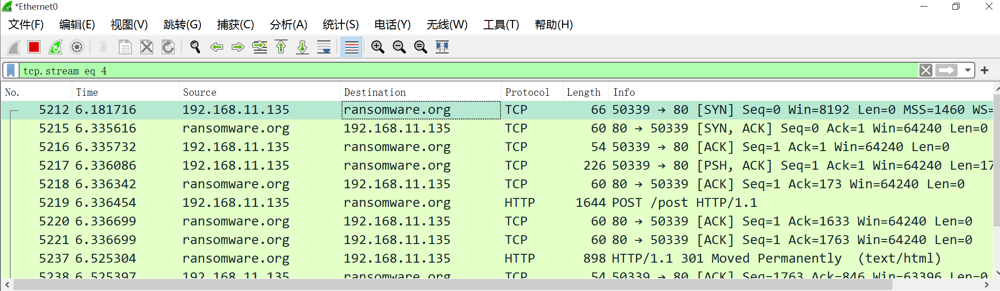 *Ethernet0
文件(F) 编辑(E) 视图(V) 跳转(G) 捕获(C) 分析(A) 统计(S) 电话(Y) 无线(W) 工具(T) 帮助(H)
tcp.stream eq 4
No. Time Source Destination Protocol Length Info
5212 6.181716 192.168.11.135 ransomware.org TCP 66 50339 → 80 [SYN] Seq=0 Win=8192 Len=0 MSS=1460 WS=
5215 6.335616 ransomware.org 192.168.11.135 TCP 60 80 → 50339 [SYN, ACK] Seq=0 Ack=1 Win=64240 Len=0
5216 6.335732 192.168.11.135 ransomware.org TCP 54 50339 → 80 [ACK] Seq=1 Ack=1 Win=64240 Len=0
5217 6.336086 192.168.11.135 ransomware.org TCP 226 50339 → 80 [PSH, ACK] Seq=1 Ack=1 Win=64240 Len=17
5218 6.336342 ransomware.org 192.168.11.135 TCP 60 80 → 50339 [ACK] Seq=1 Ack=173 Win=64240 Len=0
5219 6.336454 192.168.11.135 ransomware.org HTTP 1644 POST /post HTTP/1.1
5220 6.336699 ransomware.org 192.168.11.135 TCP 60 80 → 50339 [ACK] Seq=1 Ack=1633 Win=64240 Len=0
5221 6.336699 ransomware.org 192.168.11.135 TCP 60 80 → 50339 [ACK] Seq=1 Ack=1763 Win=64240 Len=0
5237 6.525304 ransomware.org 192.168.11.135 HTTP 898 HTTP/1.1 301 Moved Permanently (text/html)
5238 6.525397 192.168.11.135 ransomware.org TCP 54 50339 → 80 [ACK] Seq=1763 Ack=846 Win=63396 Len=0